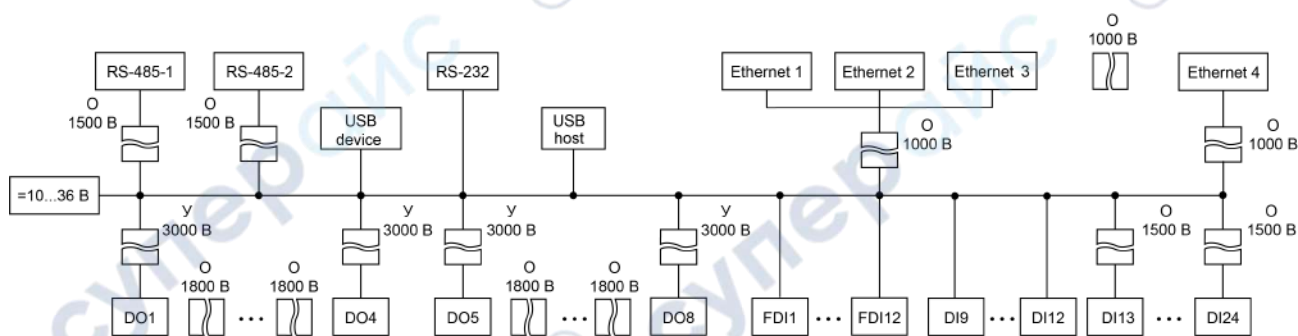 О
1000 В
RS-485-1
RS-485-2
RS-232
Ethernet 1
Ethernet 2
Ethernet 3
Ethernet 4
О
1500 В
О
1500 В
USB
device
USB
host
О
1000 В
О
1000 В
=10...36 В
У
3000 В
У
3000 В
У
3000 В
У
3000 В
О
1500 В
О
1500 В
О
1800 В
О
1800 В
О
1800 В
О
1800 В
DO1
...
DO4
DO5
...
DO8
FDI1
...
FDI12
DI9
...
DI12
DI13
...
DI24
суперайс
суперайс